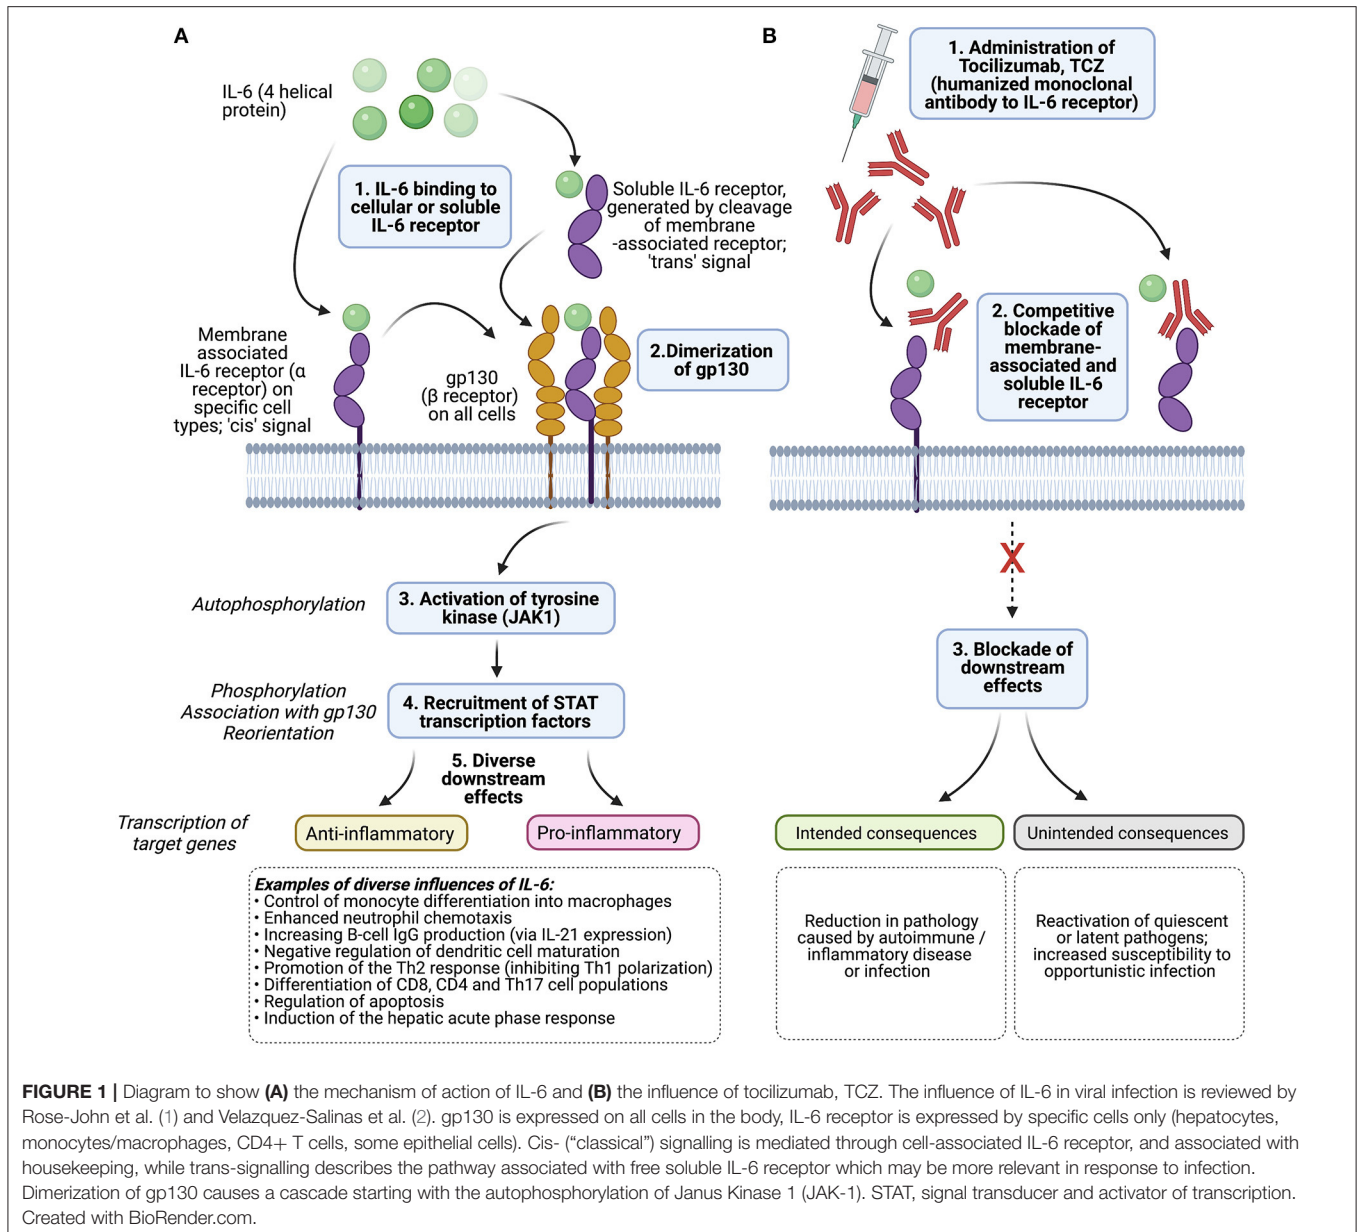 A
IL-6 (4 helical
protein)
1. IL-6 binding to
cellular or soluble
IL-6 receptor
Soluble IL-6 receptor,
generated by cleavage
of membrane
-associated receptor;
'trans' signal
Membrane
associated
IL-6 receptor (α
receptor) on
specific cell
types; 'cis' signal
gp130
(β receptor)
on all cells
2.Dimerization
of gp130
Autophosphorylation
3. Activation of tyrosine
kinase (JAK1)
Phosphorylation
Association with gp130
Reorientation
4. Recruitment of STAT
transcription factors
5. Diverse
downstream
effects
Transcription of
target genes
Anti-inflammatory
Pro-inflammatory
Examples of diverse influences of IL-6:
• Control of monocyte differentiation into macrophages
• Enhanced neutrophil chemotaxis
• Increasing B-cell IgG production (via IL-21 expression)
• Negative regulation of dendritic cell maturation
• Promotion of the Th2 response (inhibiting Th1 polarization)
• Differentiation of CD8, CD4 and Th17 cell populations
• Regulation of apoptosis
• Induction of the hepatic acute phase response
B
1. Administration of
Tocilizumab, TCZ
(humanized monoclonal
antibody to IL-6 receptor)
2. Competitive
blockade of
membrane-
associated and
soluble IL-6
receptor
X
3. Blockade of
downstream
effects
Intended consequences
Unintended consequences
Reduction in pathology
caused by autoimmune /
inflammatory disease
or infection
Reactivation of quiescent
or latent pathogens;
increased susceptibility to
opportunistic infection
FIGURE 1 | Diagram to show (A) the mechanism of action of IL-6 and (B) the influence of tocilizumab, TCZ. The influence of IL-6 in viral infection is reviewed by
Rose-John et al. (1) and Velazquez-Salinas et al. (2). gp130 is expressed on all cells in the body, IL-6 receptor is expressed by specific cells only (hepatocytes,
monocytes/macrophages, CD4+ T cells, some epithelial cells). Cis- (“classical”) signalling is mediated through cell-associated IL-6 receptor, and associated with
housekeeping, while trans-signalling describes the pathway associated with free soluble IL-6 receptor which may be more relevant in response to infection.
Dimerization of gp130 causes a cascade starting with the autophosphorylation of Janus Kinase 1 (JAK-1). STAT, signal transducer and activator of transcription.
Created with BioRender.com.